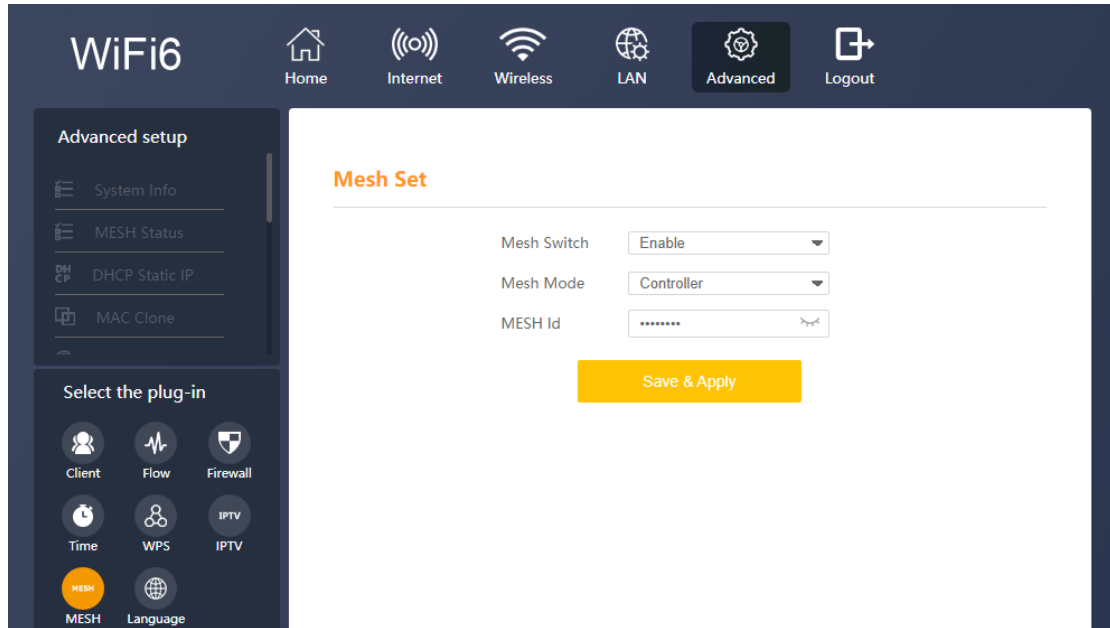 WiFi6
Home
Internet
Wireless
LAN
Advanced
Logout
Advanced setup
System Info
MESH Status
DHCP Static IP
MAC Clone
Select the plug-in
Client
Flow
Firewall
Time
WPS
IPTV
IPTV
MESH
MESH
Language
Mesh Set
Mesh Switch Enable
Mesh Mode Controller
MESH Id ••••••••
Save & Apply